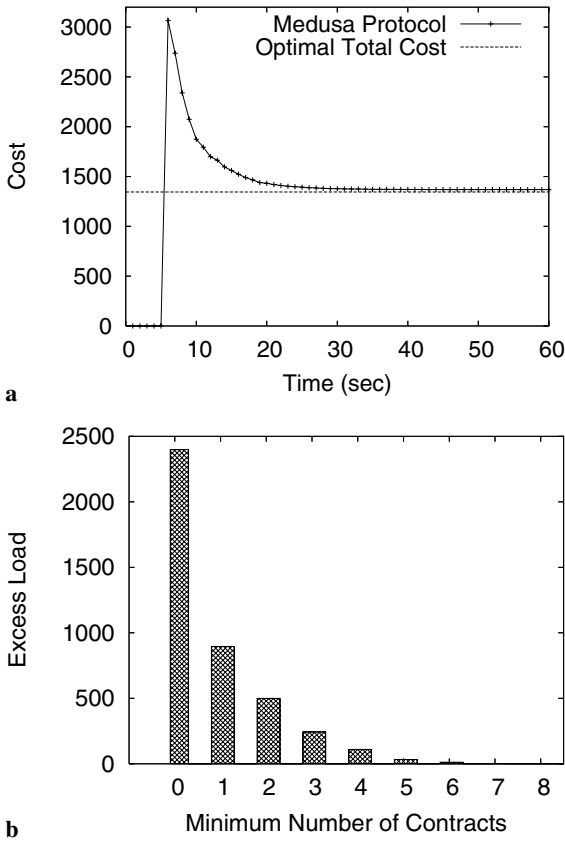 3000
2500
2000
1500
1000
500
0
Cost
Medusa Protocol
Optimal Total Cost
0 10 20 30 40 50 60
Time (sec)
a
2500
2000
1500
1000
500
0
Excess Load
0 1 2 3 4 5 6 7 8
Minimum Number of Contracts
b